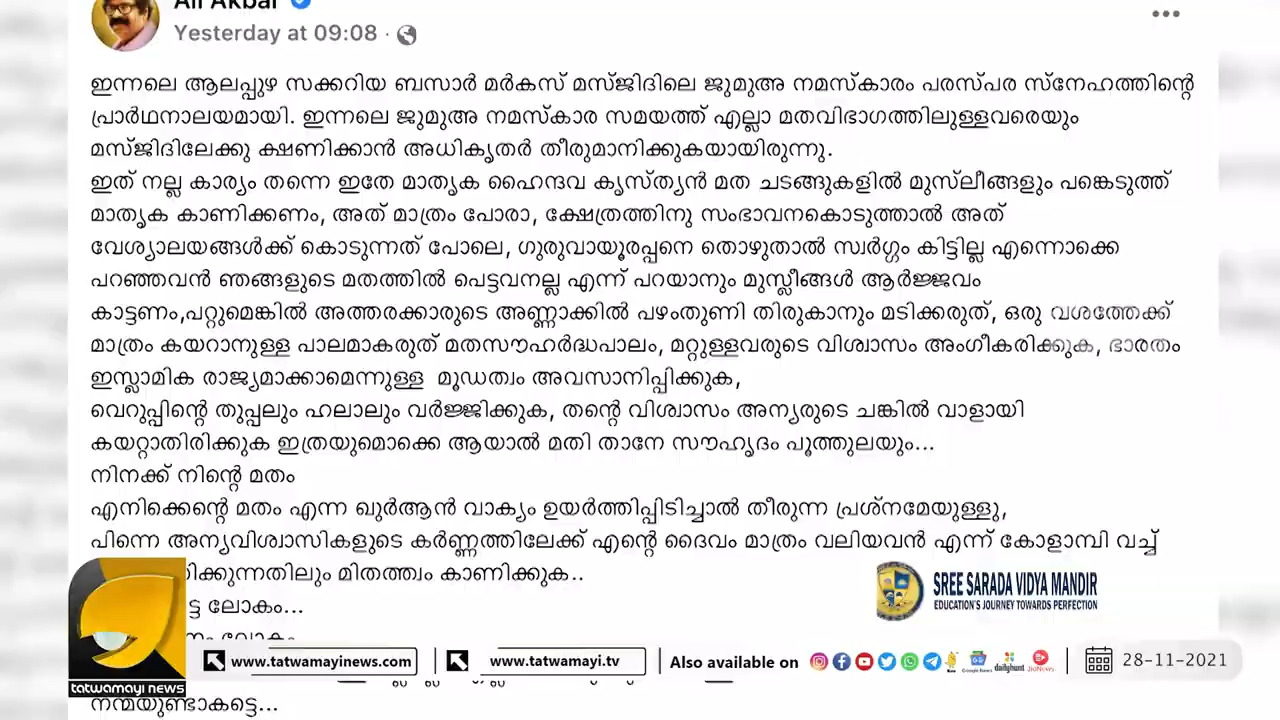 Ali Akbar
Yesterday at 09:08 ·
ഇന്നലെ ആലപ്പുഴ സക്കറിയ ബസാർ മർകസ് മസ്ജിദിലെ ജുമുഅ നമസ്കാരം പരസ്പര സ്നേഹത്തിന്റെ
പ്രാർഥനാലയമായി. ഇന്നലെ ജുമുഅ നമസ്കാര സമയത്ത് എല്ലാ മതവിഭാഗത്തിലുള്ളവരെയും
മസ്ജിദിലേക്കു ക്ഷണിക്കാൻ അധികൃതർ തീരുമാനിക്കുകയായിരുന്നു.
ഇത് നല്ല കാര്യം തന്നെ ഇതേ മാതൃക ഹൈന്ദവ കൃസ്ത്യൻ മത ചടങ്ങുകളിൽ മുസ്ലീങ്ങളും പങ്കെടുത്ത്
മാതൃക കാണിക്കണം, അത് മാത്രം പോരാ, ക്ഷേത്രത്തിനു സംഭാവനകൊടുത്താൽ അത്
വേശ്യാലയങ്ങൾക്ക് കൊടുന്നത് പോലെ, ഗുരുവായൂരപ്പനെ തൊഴുതാൽ സ്വർഗ്ഗം കിട്ടില്ല എന്നൊക്കെ
പറഞ്ഞവൻ ഞങ്ങളുടെ മതത്തിൽ പെട്ടവനല്ല എന്ന് പറയാനും മുസ്ലീങ്ങൾ ആർജ്ജവം
കാട്ടണം,പറ്റുമെങ്കിൽ അത്തരക്കാരുടെ അണ്ണാക്കിൽ പഴംതുണി തിരുകാനും മടിക്കരുത്, ഒരു വശത്തേക്ക്
മാത്രം കയറാനുള്ള പാലമാകരുത് മതസൗഹർദ്ധപാലം, മറ്റുള്ളവരുടെ വിശ്വാസം അംഗീകരിക്കുക, ഭാരതം
ഇസ്ലാമിക രാജ്യമാക്കാമെന്നുള്ള മൂഡത്വം അവസാനിപ്പിക്കുക,
വെറുപ്പിന്റെ തുപ്പലും ഹലാലും വർജ്ജിക്കുക, തന്റെ വിശ്വാസം അന്യരുടെ ചങ്കിൽ വാളായി
കയറ്റാതിരിക്കുക ഇത്രയുമൊക്കെ ആയാൽ മതി താനേ സൗഹൃദം പൂത്തുലയും...
നിനക്ക് നിന്റെ മതം
എനിക്കെന്റെ മതം എന്ന ഖുർആൻ വാക്യം ഉയർത്തിപ്പിടിച്ചാൽ തീരുന്ന പ്രശ്നമേയുള്ളു,
പിന്നെ അന്യവിശ്വാസികളുടെ കർണ്ണത്തിലേക്ക് എന്റെ ദൈവം മാത്രം വലിയവൻ എന്ന് കോളാമ്പി വച്ച്
മിതത്ത്വം കാണിക്കുക..
ലോകം...
SREE SARADA VIDYA MANDIR
EDUCATION'S JOURNEY TOWARDS PERFECTION
tatwamayi news
www.tatwamayinews.com
www.tatwamayi.tv
Also available on
Google News
dailyhunt
JioNews
28-11-2021
നന്മയുണ്ടാകട്ടെ...